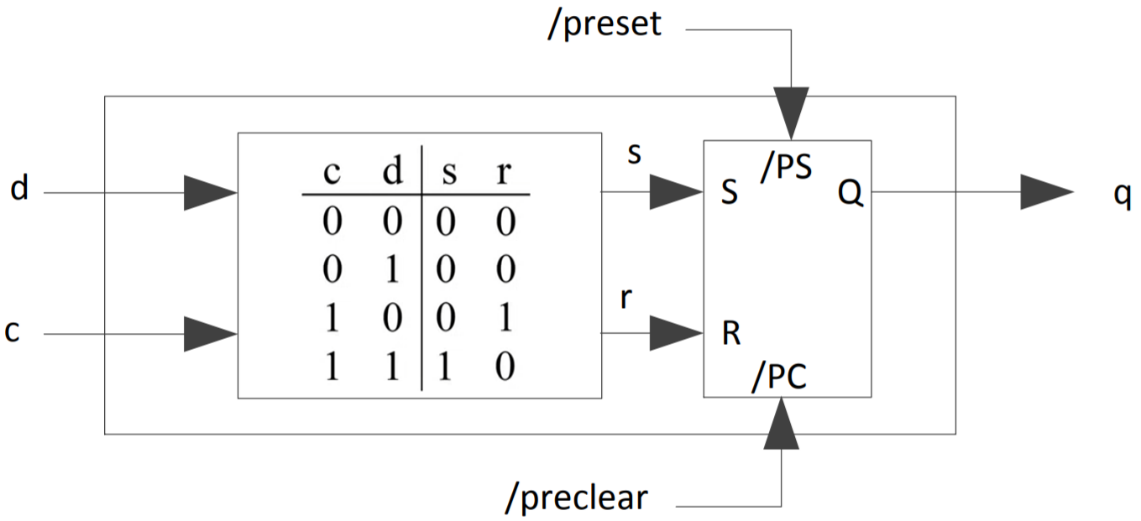 /preset
d
c d s r
0 0 0 0
0 1 0 0
1 0 0 1
1 1 1 0
s
S /PS Q
q
c
r
R
/PC
/preclear